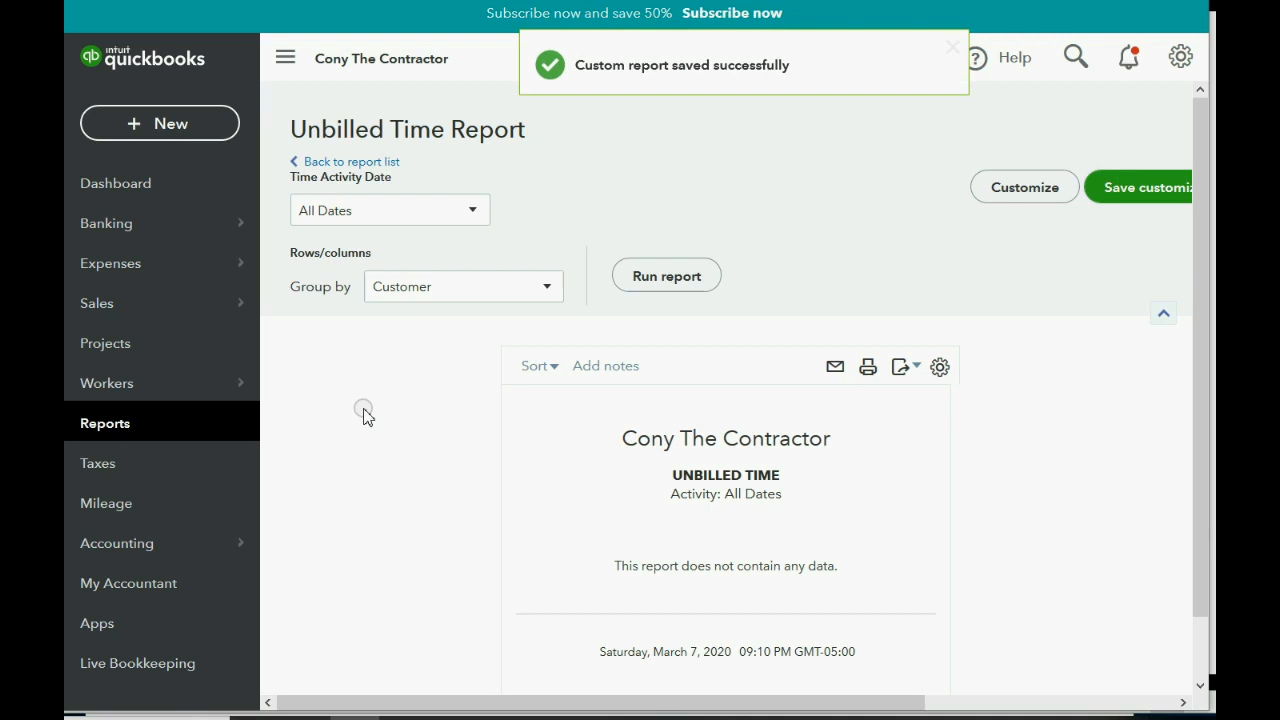 Subscribe now and save 50% Subscribe now
intuit
quickbooks
Cony The Contractor
Custom report saved successfully
Help
+ New
Unbilled Time Report
Back to report list
Time Activity Date
All Dates
Customize
Save customiz
Rows/columns
Group by
Customer
Run report
Dashboard
Banking
Expenses
Sales
Projects
Workers
Reports
Taxes
Mileage
Accounting
My Accountant
Apps
Live Bookkeeping
Sort
Add notes
Cony The Contractor
UNBILLED TIME
Activity: All Dates
This report does not contain any data.
Saturday, March 7, 2020 09:10 PM GMT-05:00